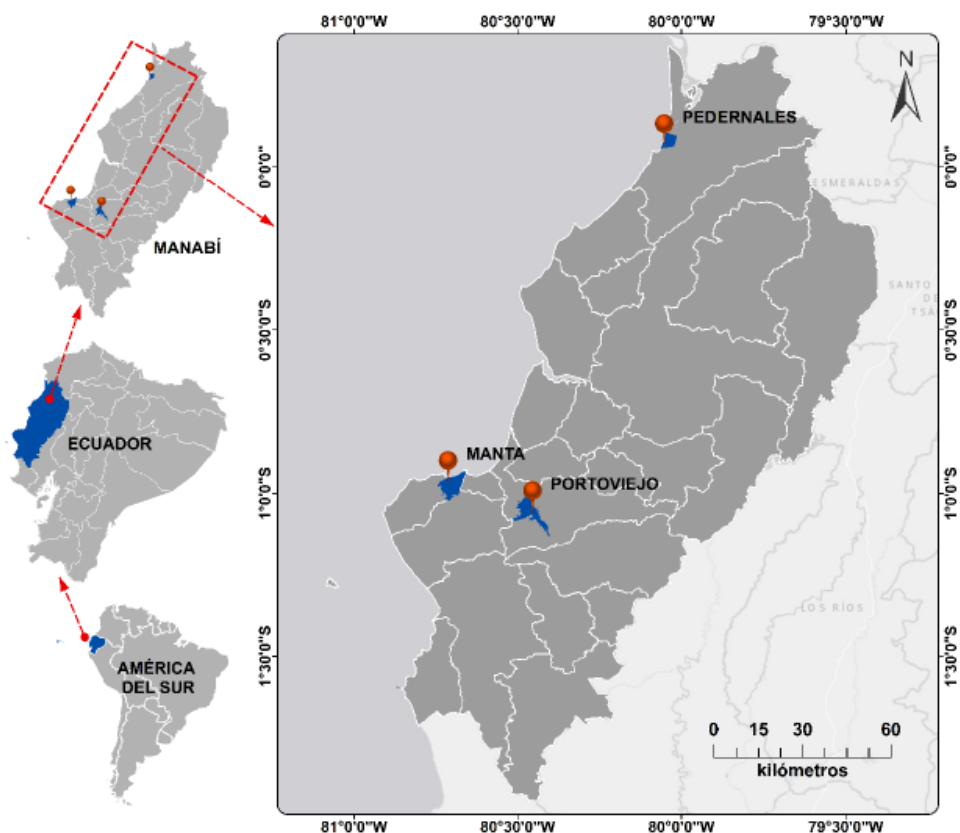 81°0'0"W 80°30'0"W 80°0'0"W 79°30'0"W
N
PEDERNALES
0°0'0" 0°0'0"
ESMERALDAS
MANABÍ
SANTO
DE
TSÁ
0°30'0"S 0°30'0"S
ECUADOR
MANTA
PORTOVIEJO
1°0'0"S 1°0'0"S
LOS RÍOS
AMÉRICA
DEL SUR
1°30'0"S 1°30'0"S
0 15 30 60
kilómetros
81°0'0"W 80°30'0"W 80°0'0"W 79°30'0"W